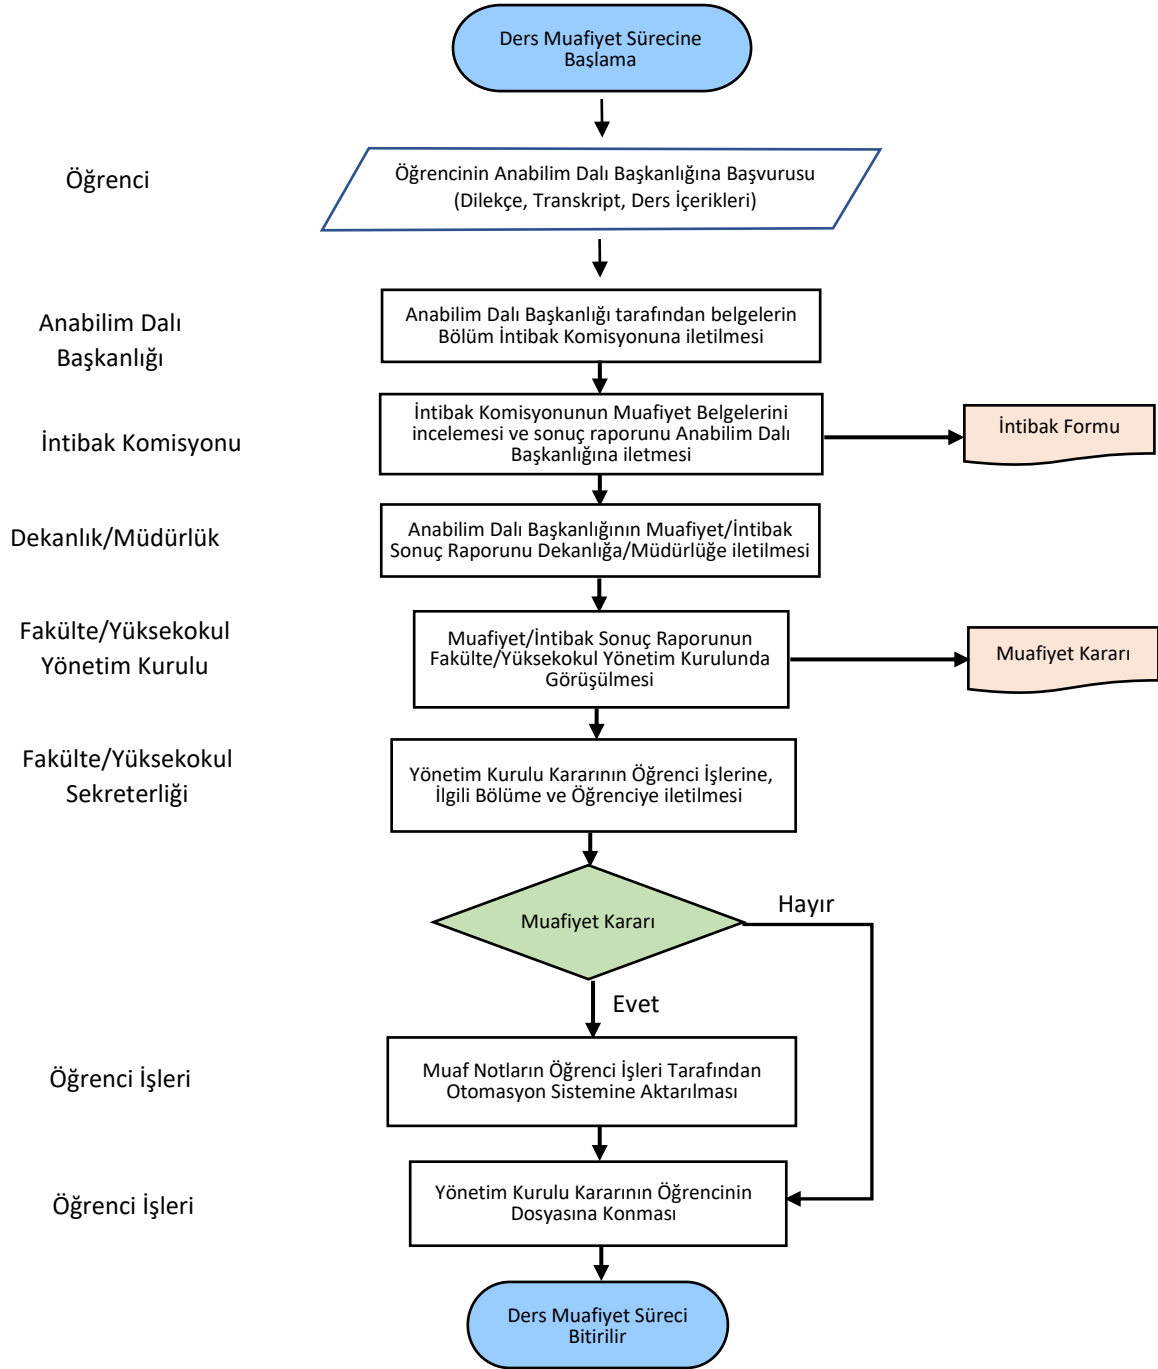 Ders Muafiyet Sürecine
Başlama
Öğrenci
Öğrencinin Anabilim Dalı Başkanlığına Başvurusu
(Dilekçe, Transkript, Ders İçerikleri)
Anabilim Dalı
Başkanlığı
Anabilim Dalı Başkanlığı tarafından belgelerin
Bölüm İntibak Komisyonuna iletilmesi
İntibak Komisyonu
İntibak Komisyonunun Muafiyet Belgelerini
incelemesi ve sonuç raporunu Anabilim Dalı
Başkanlığına iletmesi
İntibak Formu
Dekanlık/Müdürlük
Anabilim Dalı Başkanlığının Muafiyet/İntibak
Sonuç Raporunu Dekanlığa/Müdürlüğe iletilmesi
Fakülte/Yüksekokul
Yönetim Kurulu
Muafiyet/İntibak Sonuç Raporunun
Fakülte/Yüksekokul Yönetim Kurulunda
Görüşülmesi
Muafiyet Kararı
Fakülte/Yüksekokul
Sekreterliği
Yönetim Kurulu Kararının Öğrenci İşlerine,
İlgili Bölüme ve Öğrenciye iletilmesi
Muafiyet Kararı
Hayır
Evet
Öğrenci İşleri
Muaf Notların Öğrenci İşleri Tarafından
Otomasyon Sistemine Aktarılması
Öğrenci İşleri
Yönetim Kurulu Kararının Öğrencinin
Dosyasına Konması
Ders Muafiyet Süreci
Bitirilir